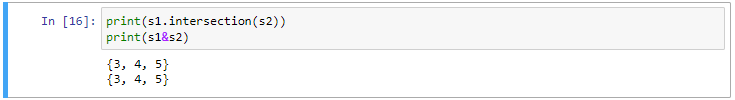 In [16]: print(s1.intersection(s2))
print(s1&s2)
{3, 4, 5}
{3, 4, 5}